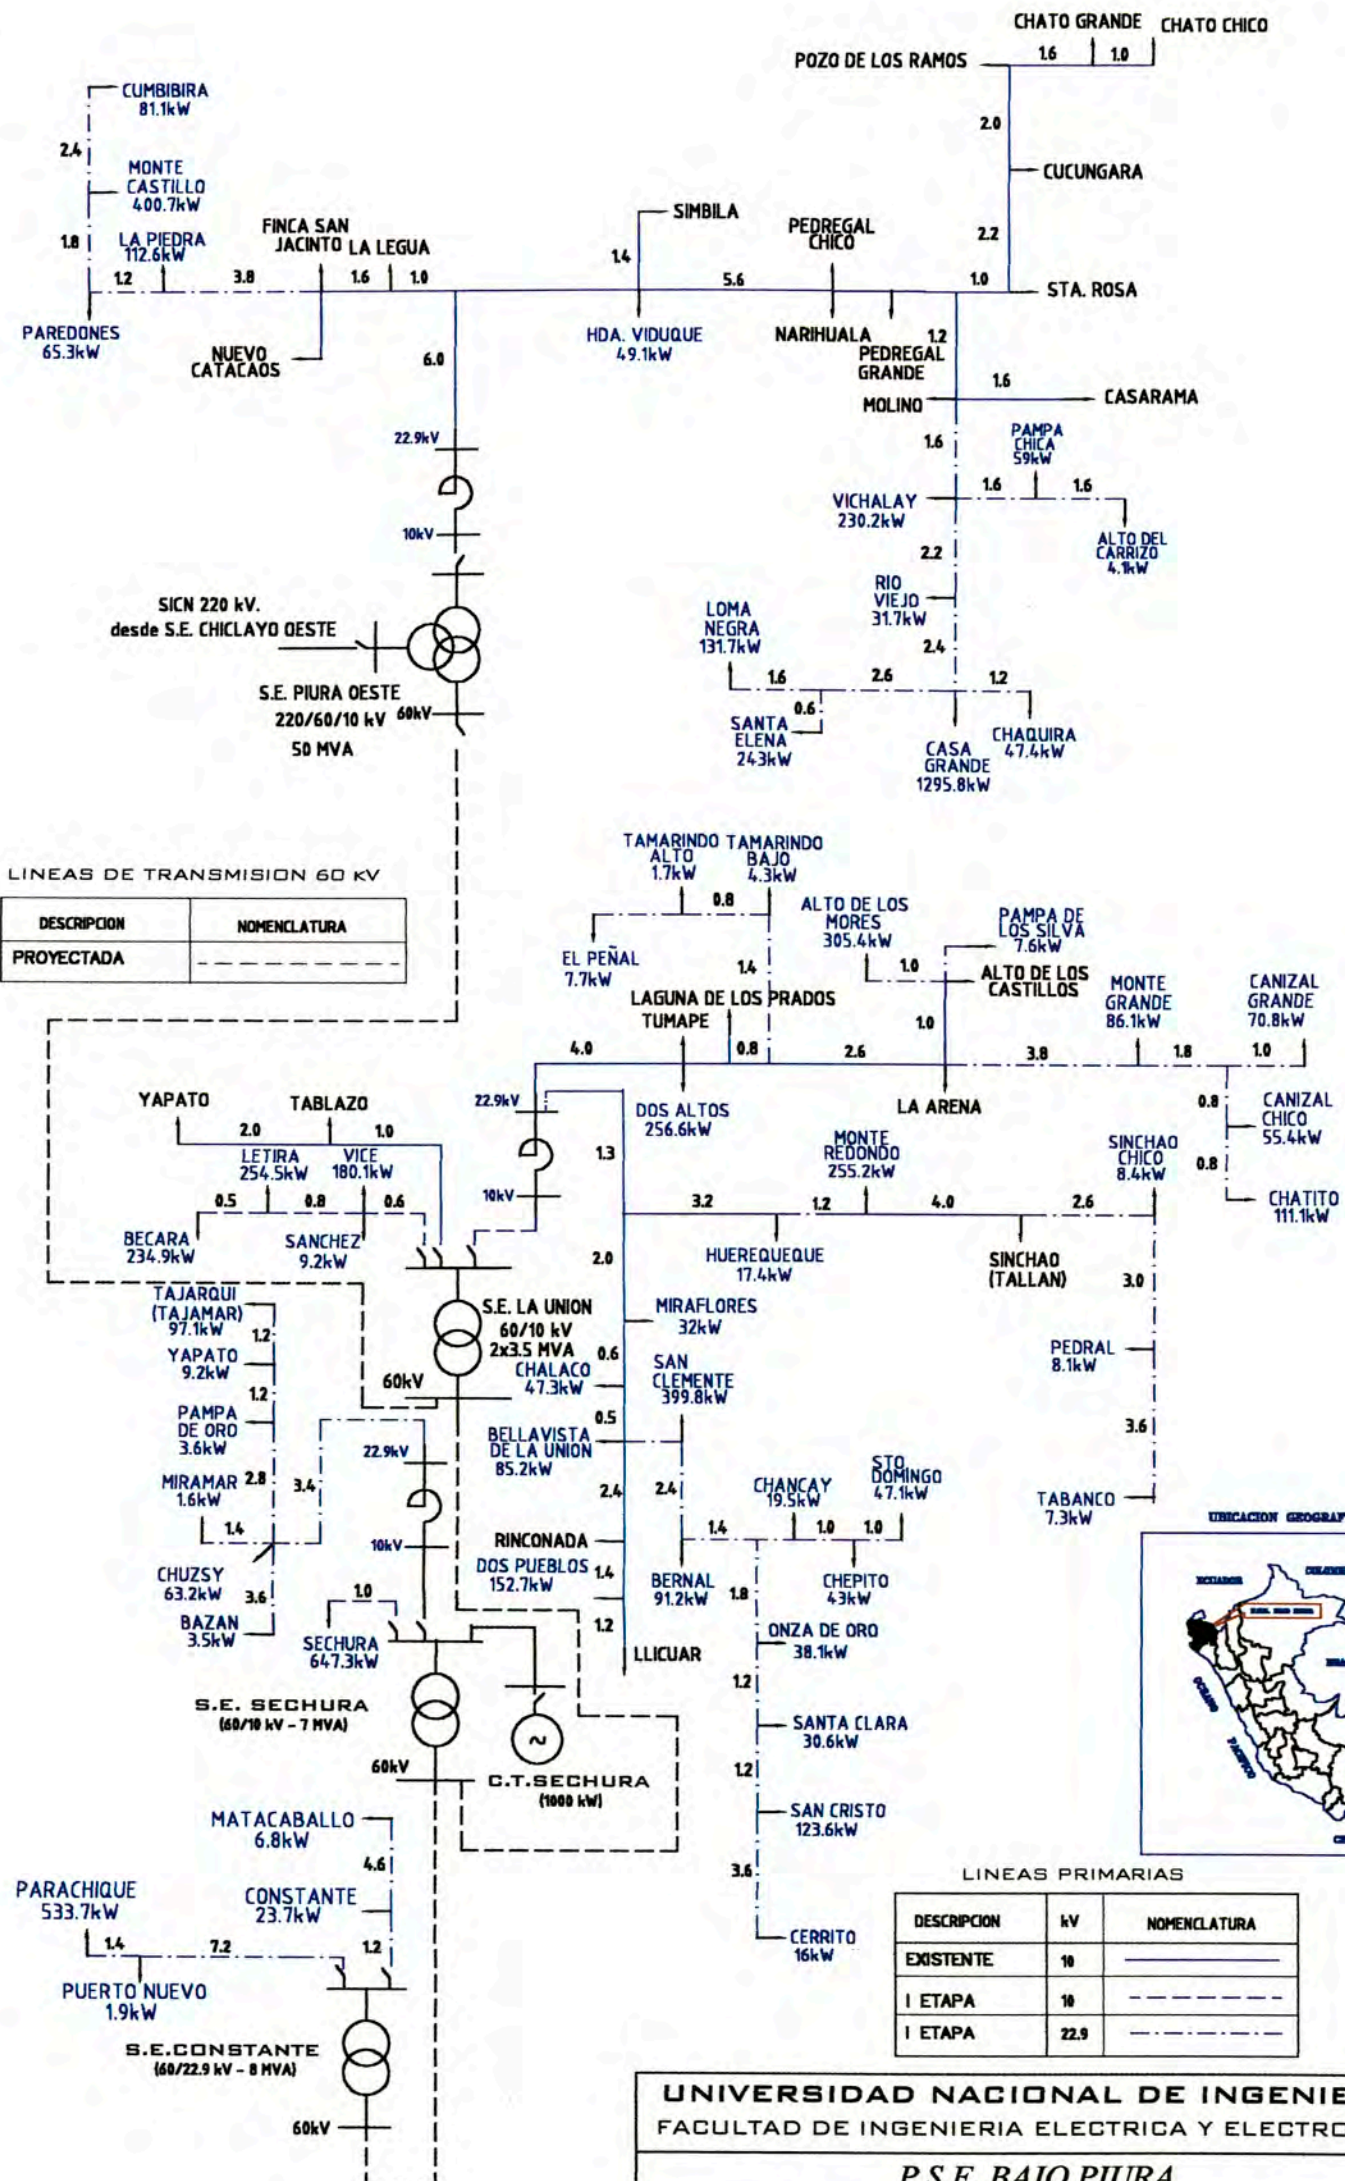 CHATO GRANDE
CHATO CHICO
POZO DE LOS RAMOS
1.6
1.0
CUMBIBIRA
81.1kW
2.0
2.4
CUCUNGARA
MONTE
CASTILLO
400.7kW
SIMBILA
FINCA SAN
JACINTO
LA LEGUA
PEDREGAL
CHICO
2.2
1.8
LA PIEDRA
112.6kW
1.4
1.2
3.8
1.6
1.0
5.6
1.0
STA. ROSA
PAREDONES
65.3kW
NUEVO
CATACAOS
6.0
HDA. VIDUQUE
49.1kW
NARIHUALA
1.2
PEDREGAL
GRANDE
1.6
MOLINO
CASARAMA
22.9kV
1.6
PAMPA
CHICA
59kW
1.6
1.6
VICHALAY
230.2kW
10kV
2.2
ALTO DEL
CARRIZO
4.1kW
RIO
VIEJO
31.7kW
SICN 220 kV.
desde S.E. CHICLAYO OESTE
LOMA
NEGRA
131.7kW
2.4
1.6
2.6
1.2
S.E. PIURA OESTE
220/60/10 kV
50 MVA
60kV
0.6
SANTA
ELENA
243kW
CHAQUIRA
47.4kW
CASA
GRANDE
1295.8kW
LINEAS DE TRANSMISION 60 KV
DESCRIPCION
NOMENCLATURA
PROYECTADA
TAMARINDO
ALTO
1.7kW
TAMARINDO
BAJO
4.3kW
0.8
ALTO DE LOS
MORES
305.4kW
PAMPA DE
LOS SILVA
7.6kW
EL PEÑAL
7.7kW
1.4
1.0
ALTO DE LOS
CASTILLOS
MONTE
GRANDE
86.1kW
CANIZAL
GRANDE
70.8kW
LAGUNA DE LOS PRADOS
TUMAPE
1.0
4.0
0.8
2.6
3.8
1.8
1.0
YAPATO
TABLAZO
22.9kV
DOS ALTOS
256.6kW
LA ARENA
0.8
CANIZAL
CHICO
55.4kW
2.0
1.0
LETIRA
254.5kW
VICE
180.1kW
1.3
MONTE
REDONDO
255.2kW
SINCHAO
CHICO
8.4kW
0.8
0.5
0.8
0.6
10kV
3.2
1.2
4.0
2.6
CHATITO
111.1kW
BECARA
234.9kW
SANCHEZ
9.2kW
2.0
HUEREQUEQUE
17.4kW
SINCHAO
(TALLAN)
3.0
TAJARQUI
(TAJAMAR)
97.1kW
1.2
S.E. LA UNION
60/10 kV
2x3.5 MVA
MIRAFLORES
32kW
YAPATO
9.2kW
0.6
CHALACO
47.3kW
SAN
CLEMENTE
399.8kW
PEDRAL
8.1kW
60kV
1.2
PAMPA
DE ORO
3.6kW
0.5
BELLAVISTA
DE LA UNION
85.2kW
3.6
22.9kV
MIRAMAR
1.6kW
2.8
3.4
2.4
2.4
CHANCAY
19.5kW
STO
DOMINGO
47.1kW
TABANCO
7.3kW
1.4
RINCONADA
1.4
1.0
1.0
10kV
CHUZSY
63.2kW
3.6
DOS PUEBLOS
152.7kW
1.4
BERNAL
91.2kW
1.8
CHEPITO
43kW
BAZAN
3.5kW
1.0
SECHURA
647.3kW
1.2
LLICUAR
ONZA DE ORO
38.1kW
1.2
S.E. SECHURA
(60/10 kV - 7 MVA)
SANTA CLARA
30.6kW
60kV
C.T.SECHURA
(1000 kW)
1.2
SAN CRISTO
123.6kW
MATACABALLO
6.8kW
4.6
3.6
PARACHIQUE
533.7kW
CONSTANTE
23.7kW
1.4
7.2
1.2
CERRITO
16kW
PUERTO NUEVO
1.9kW
S.E.CONSTANTE
(60/22.9 kV - 8 MVA)
60kV
UBICACION GEOGRAF
ECUADOR
OCEANO
PACIFICO
LINEAS PRIMARIAS
DESCRIPCION
kV
NOMENCLATURA
EXISTENTE
10
I ETAPA
10
I ETAPA
22.9
UNIVERSIDAD NACIONAL DE INGENIE
FACULTAD DE INGENIERIA ELECTRICA Y ELECTRO
P.S.E. BAJO PIURA